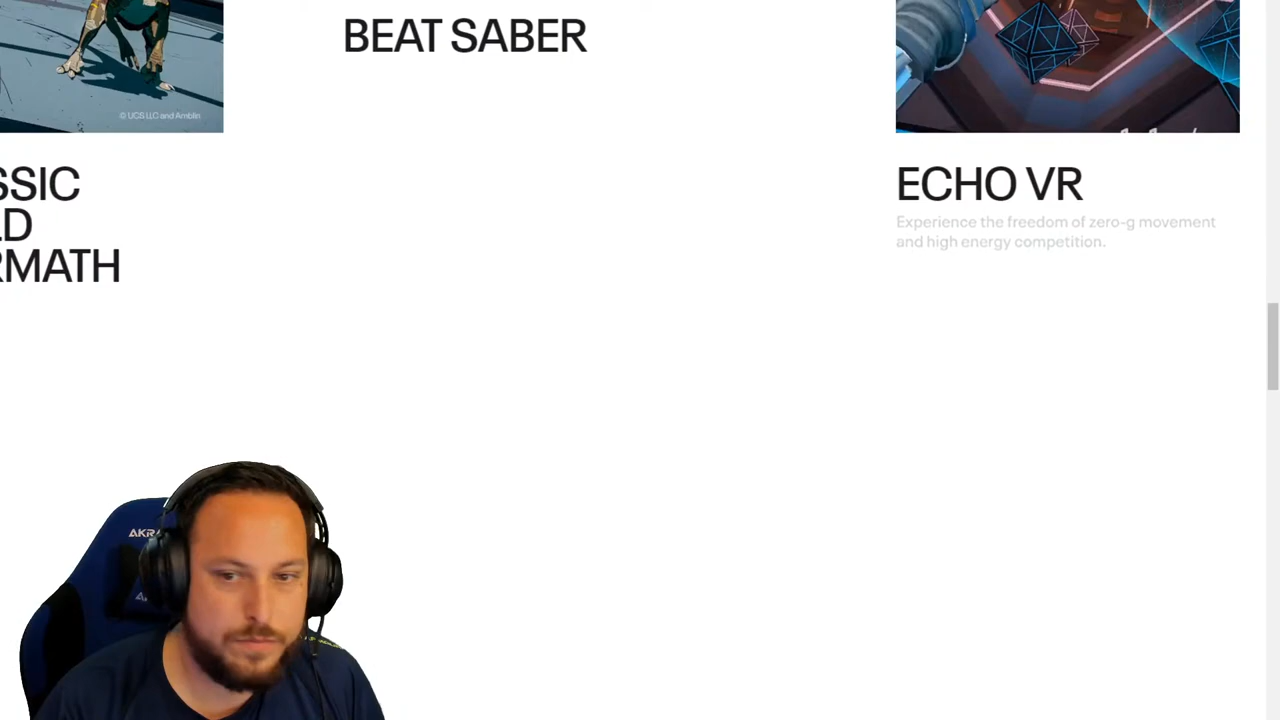 BEAT SABER
© UCS LLC and Amblin
SSIC
LD
RMATH
ECHO VR
Experience the freedom of zero-g movement
and high energy competition.